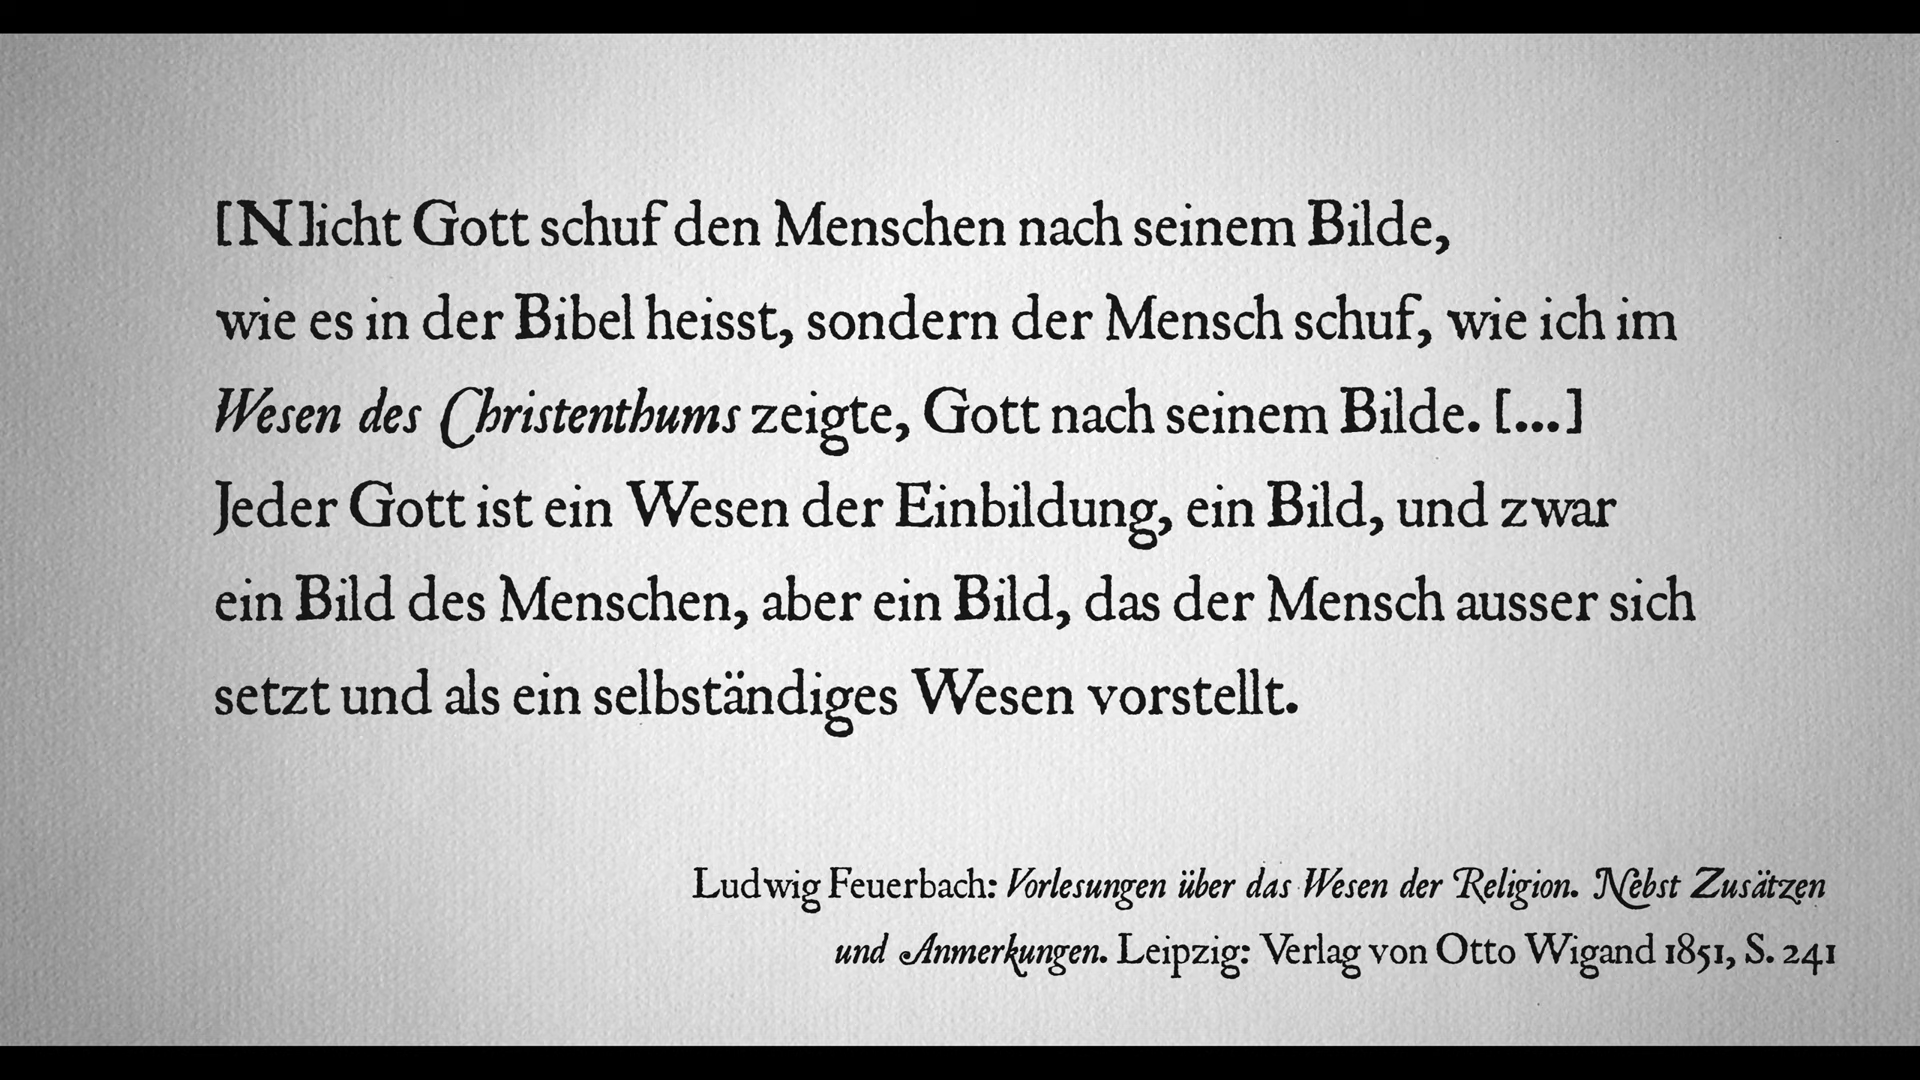 [N]icht Gott schuf den Menschen nach seinem Bilde,
wie es in der Bibel heisst, sondern der Mensch schuf, wie ich im
Wesen des Christenthums zeigte, Gott nach seinem Bilde. [...]
Jeder Gott ist ein Wesen der Einbildung, ein Bild, und zwar
ein Bild des Menschen, aber ein Bild, das der Mensch ausser sich
setzt und als ein selbständiges Wesen vorstellt.
Ludwig Feuerbach: Vorlesungen über das Wesen der Religion. Nebst Zusätzen
und Anmerkungen. Leipzig: Verlag von Otto Wigand 1851, S. 241